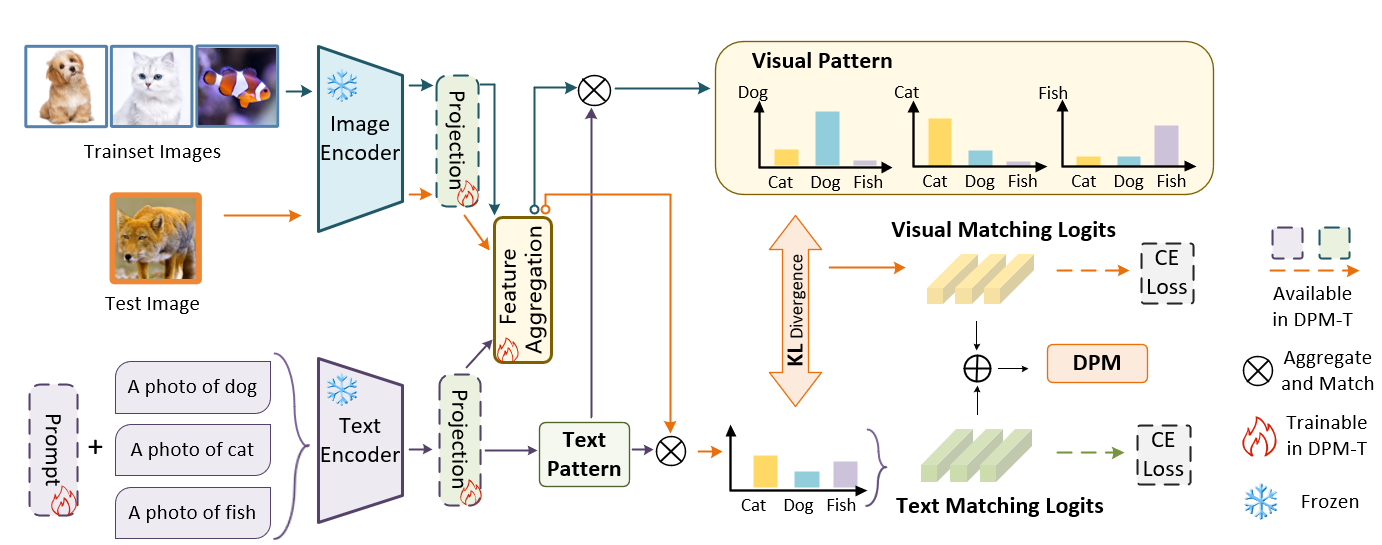 Trainset Images
Test Image
Image
Encoder
Projection
Feature
Aggregation
Visual Pattern
Dog
Cat
Dog
Fish
Cat
Cat
Dog
Fish
Fish
Cat
Dog
Fish
Prompt
+
A photo of dog
A photo of cat
A photo of fish
Text
Encoder
Projection
Text
Pattern
Cat
Dog
Fish
KL Divergence
Visual Matching Logits
CE
Loss
DPM
Text Matching Logits
CE
Loss
Available
in DPM-T
Aggregate
and Match
Trainable
in DPM-T
Frozen